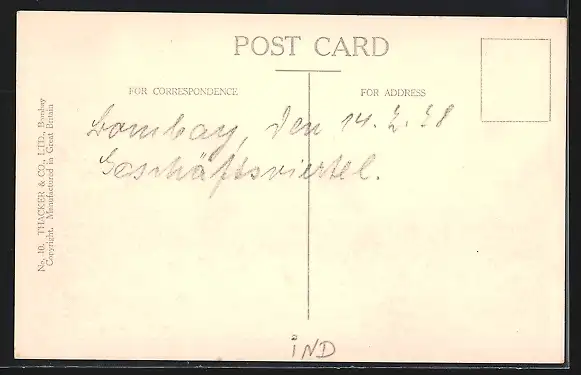 POST CARD
FOR CORRESPONDENCE
FOR ADDRESS
Bombay, den 14. 2. 38
Geschäftsviertel.
No. 10. THACKER & CO., LTD., Bombay
Copyright. Manufactured in Great Britain
IND